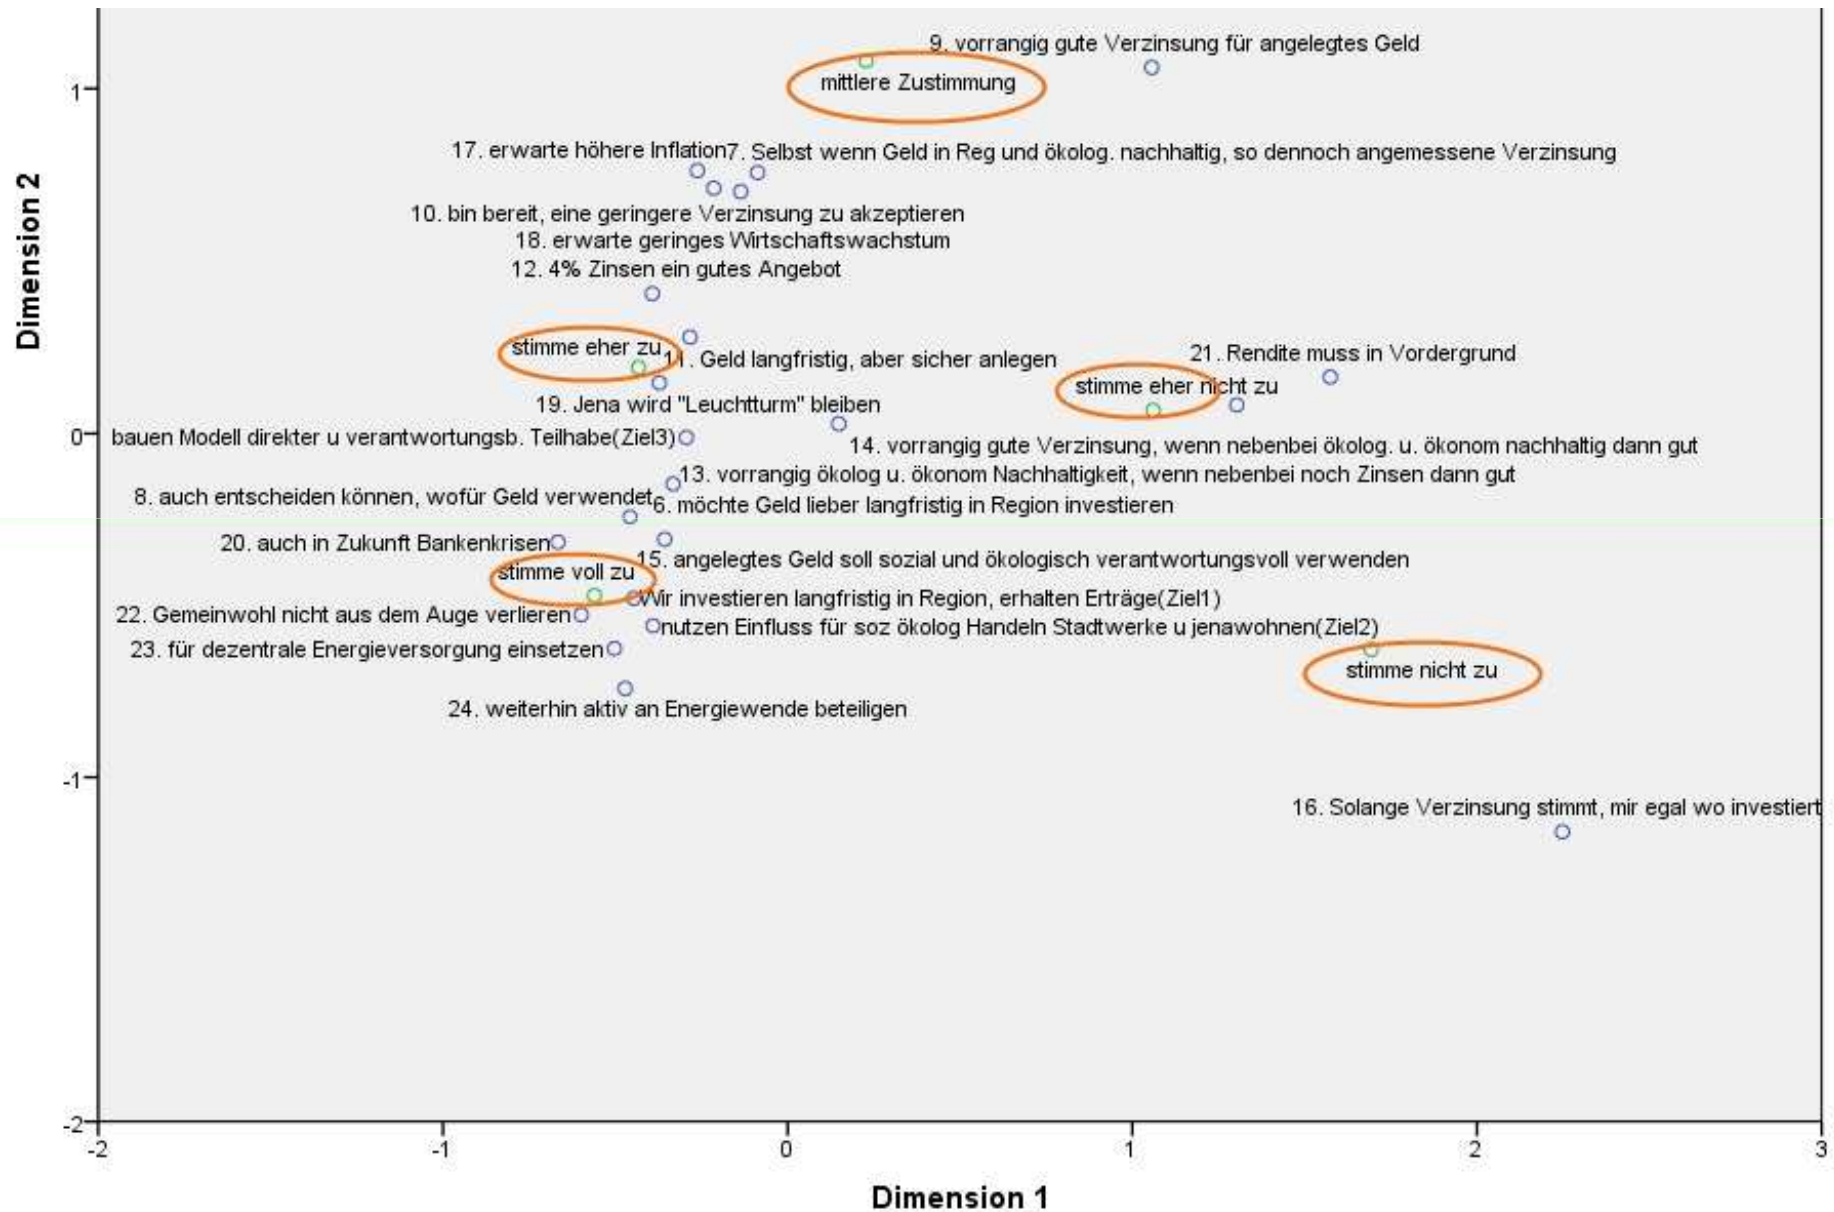 9. vorrangig gute Verzinsung für angelegtes Geld
1
mittlere Zustimmung
17. erwarte höhere Inflation
7. Selbst wenn Geld in Reg und ökolog. nachhaltig, so dennoch angemessene Verzinsung
10. bin bereit, eine geringere Verzinsung zu akzeptieren
18. erwarte geringes Wirtschaftswachstum
12. 4% Zinsen ein gutes Angebot
Dimension 2
stimme eher zu
11. Geld langfristig, aber sicher anlegen
21. Rendite muss in Vordergrund
stimme eher nicht zu
19. Jena wird "Leuchtturm" bleiben
0
bauen Modell direkter u verantwortungsb. Teilhabe(Ziel3)
14. vorrangig gute Verzinsung, wenn nebenbei ökolog. u. ökonom nachhaltig dann gut
13. vorrangig ökolog u. ökonom Nachhaltigkeit, wenn nebenbei noch Zinsen dann gut
8. auch entscheiden können, wofür Geld verwendet
6. möchte Geld lieber langfristig in Region investieren
20. auch in Zukunft Bankenkrisen
15. angelegtes Geld soll sozial und ökologisch verantwortungsvoll verwenden
stimme voll zu
Wir investieren langfristig in Region, erhalten Erträge(Ziel1)
22. Gemeinwohl nicht aus dem Auge verlieren
nutzen Einfluss für soz ökolog Handeln Stadtwerke u jenawohnen(Ziel2)
23. für dezentrale Energieversorgung einsetzen
stimme nicht zu
24. weiterhin aktiv an Energiewende beteiligen
-1
16. Solange Verzinsung stimmt, mir egal wo investiert
-2
-2 -1 0 1 2 3
Dimension 1